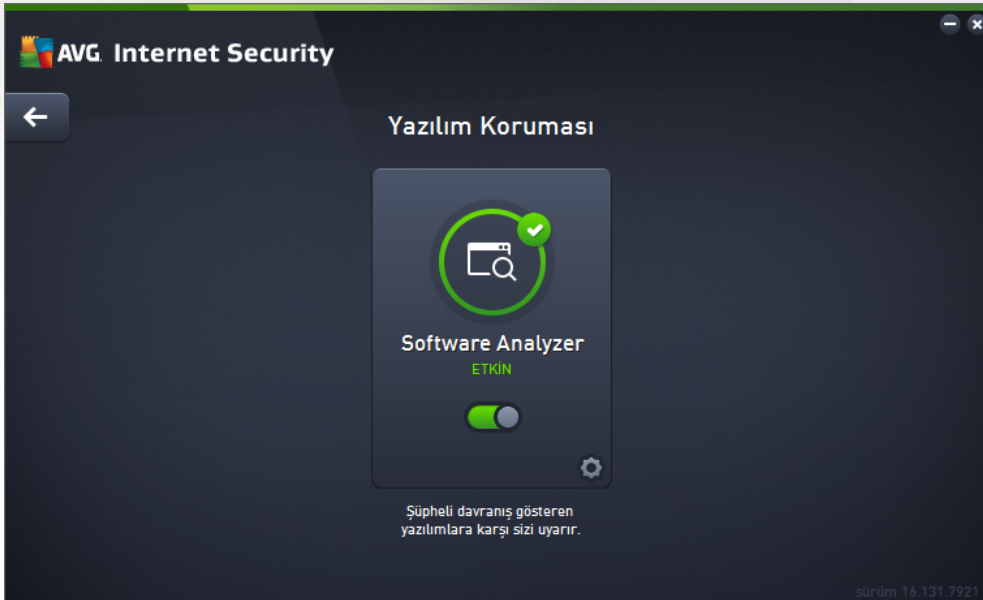 AVG. Internet Security
Yazılım Koruması
Software Analyzer
ETKİN
Şüpheli davranış gösteren
yazılımlara karşı sizi uyarır.
sürüm 16.131.7921